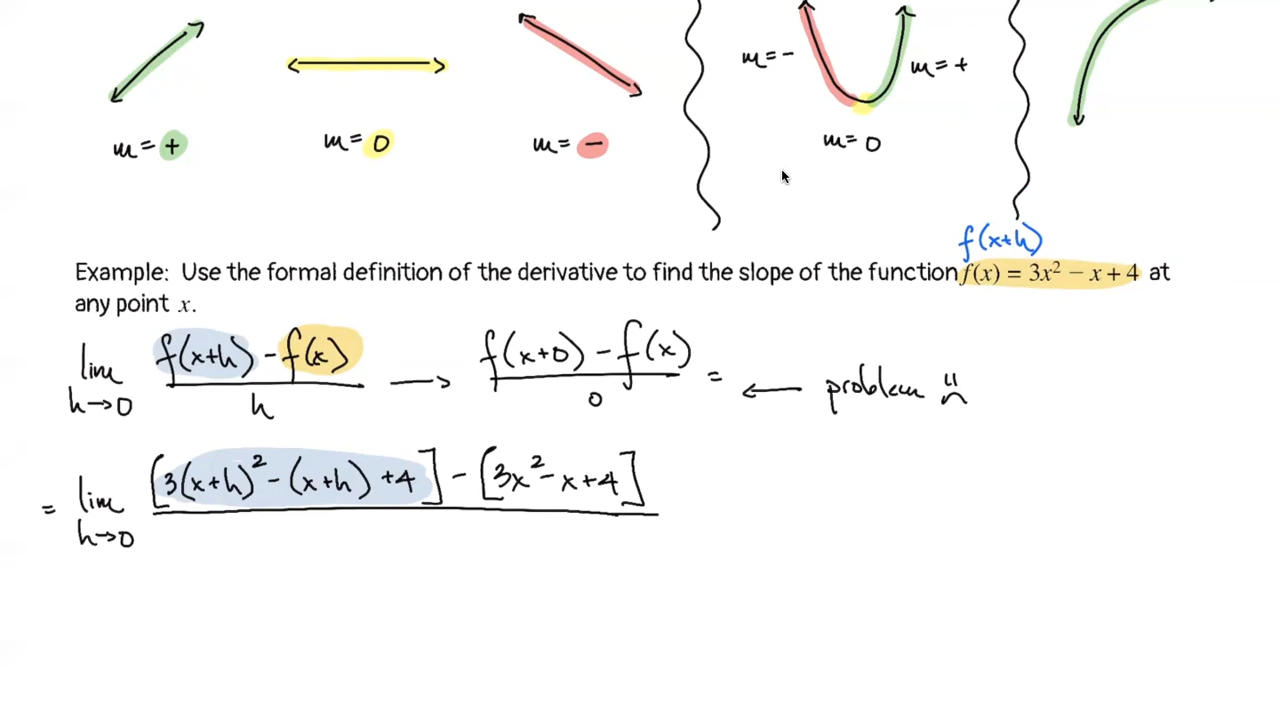 m = + m = 0 m = − m = − m = + m = 0
f(x+h)
Example: Use the formal definition of the derivative to find the slope of the function f(x) = 3x² − x + 4 at
any point x.
lim h→0 f(x+h) − f(x) / h → f(x+0) − f(x) / 0 = ← problem
= lim h→0 [3(x+h)² − (x+h) + 4] − [3x² − x + 4]